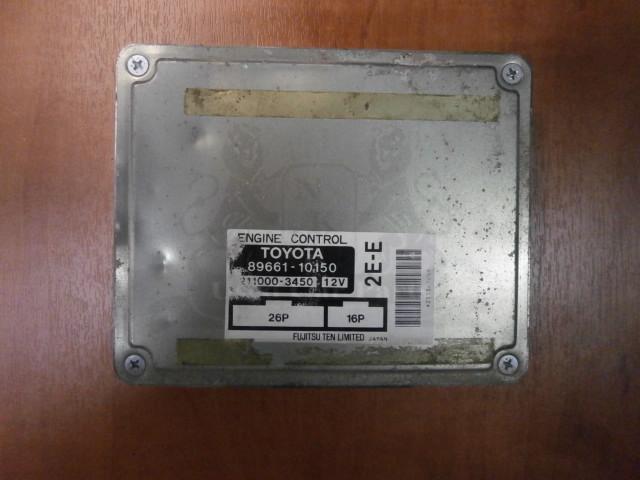 ENGINE CONTROL
TOYOTA
89661-10150
211000-3450 12V
2E-E
26P 16P
FUJITSU TEN LIMITED JAPAN